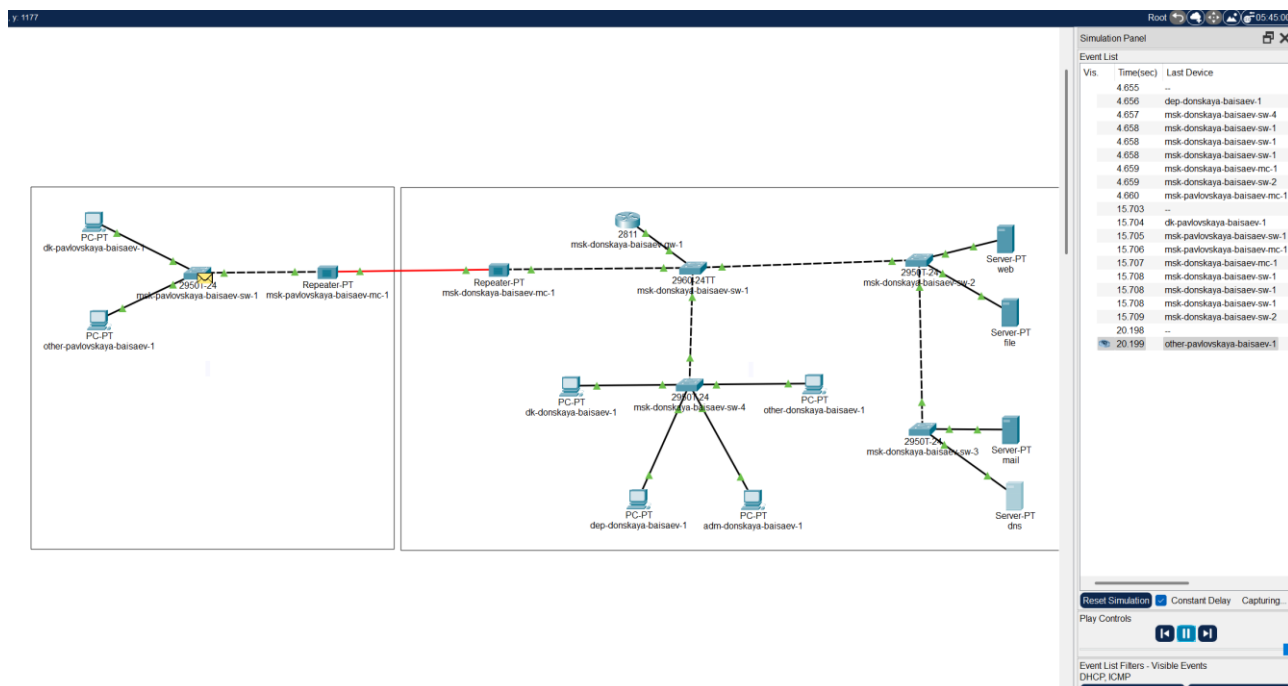 , y: 1177
Root
05:45:00
Simulation Panel
Event List
Vis. Time(sec) Last Device
4.655 --
4.656 dep-donskaya-baisaev-1
4.657 msk-donskaya-baisaev-sw-4
4.658 msk-donskaya-baisaev-sw-1
4.658 msk-donskaya-baisaev-sw-1
4.658 msk-donskaya-baisaev-sw-1
4.659 msk-donskaya-baisaev-mc-1
4.659 msk-donskaya-baisaev-sw-2
4.660 msk-pavlovskaya-baisaev-mc-1
15.703 --
15.704 dk-pavlovskaya-baisaev-1
15.705 msk-pavlovskaya-baisaev-sw-1
15.706 msk-pavlovskaya-baisaev-mc-1
15.707 msk-donskaya-baisaev-mc-1
15.708 msk-donskaya-baisaev-sw-1
15.708 msk-donskaya-baisaev-sw-1
15.708 msk-donskaya-baisaev-sw-1
15.709 msk-donskaya-baisaev-sw-2
20.198 --
20.199 other-pavlovskaya-baisaev-1
PC-PT
dk-pavlovskaya-baisaev-1
2950T-24
msk-pavlovskaya-baisaev-sw-1
Repeater-PT
msk-pavlovskaya-baisaev-mc-1
PC-PT
other-pavlovskaya-baisaev-1
Repeater-PT
msk-donskaya-baisaev-mc-1
2811
msk-donskaya-baisaev-gw-1
2960-24TT
msk-donskaya-baisaev-sw-1
2950T-24
msk-donskaya-baisaev-sw-2
Server-PT
web
Server-PT
file
PC-PT
dk-donskaya-baisaev-1
2950T-24
msk-donskaya-baisaev-sw-4
PC-PT
other-donskaya-baisaev-1
2950T-24
msk-donskaya-baisaev-sw-3
Server-PT
mail
PC-PT
dep-donskaya-baisaev-1
PC-PT
adm-donskaya-baisaev-1
Server-PT
dns
Reset Simulation Constant Delay Capturing...
Play Controls
Event List Filters - Visible Events
DHCP, ICMP